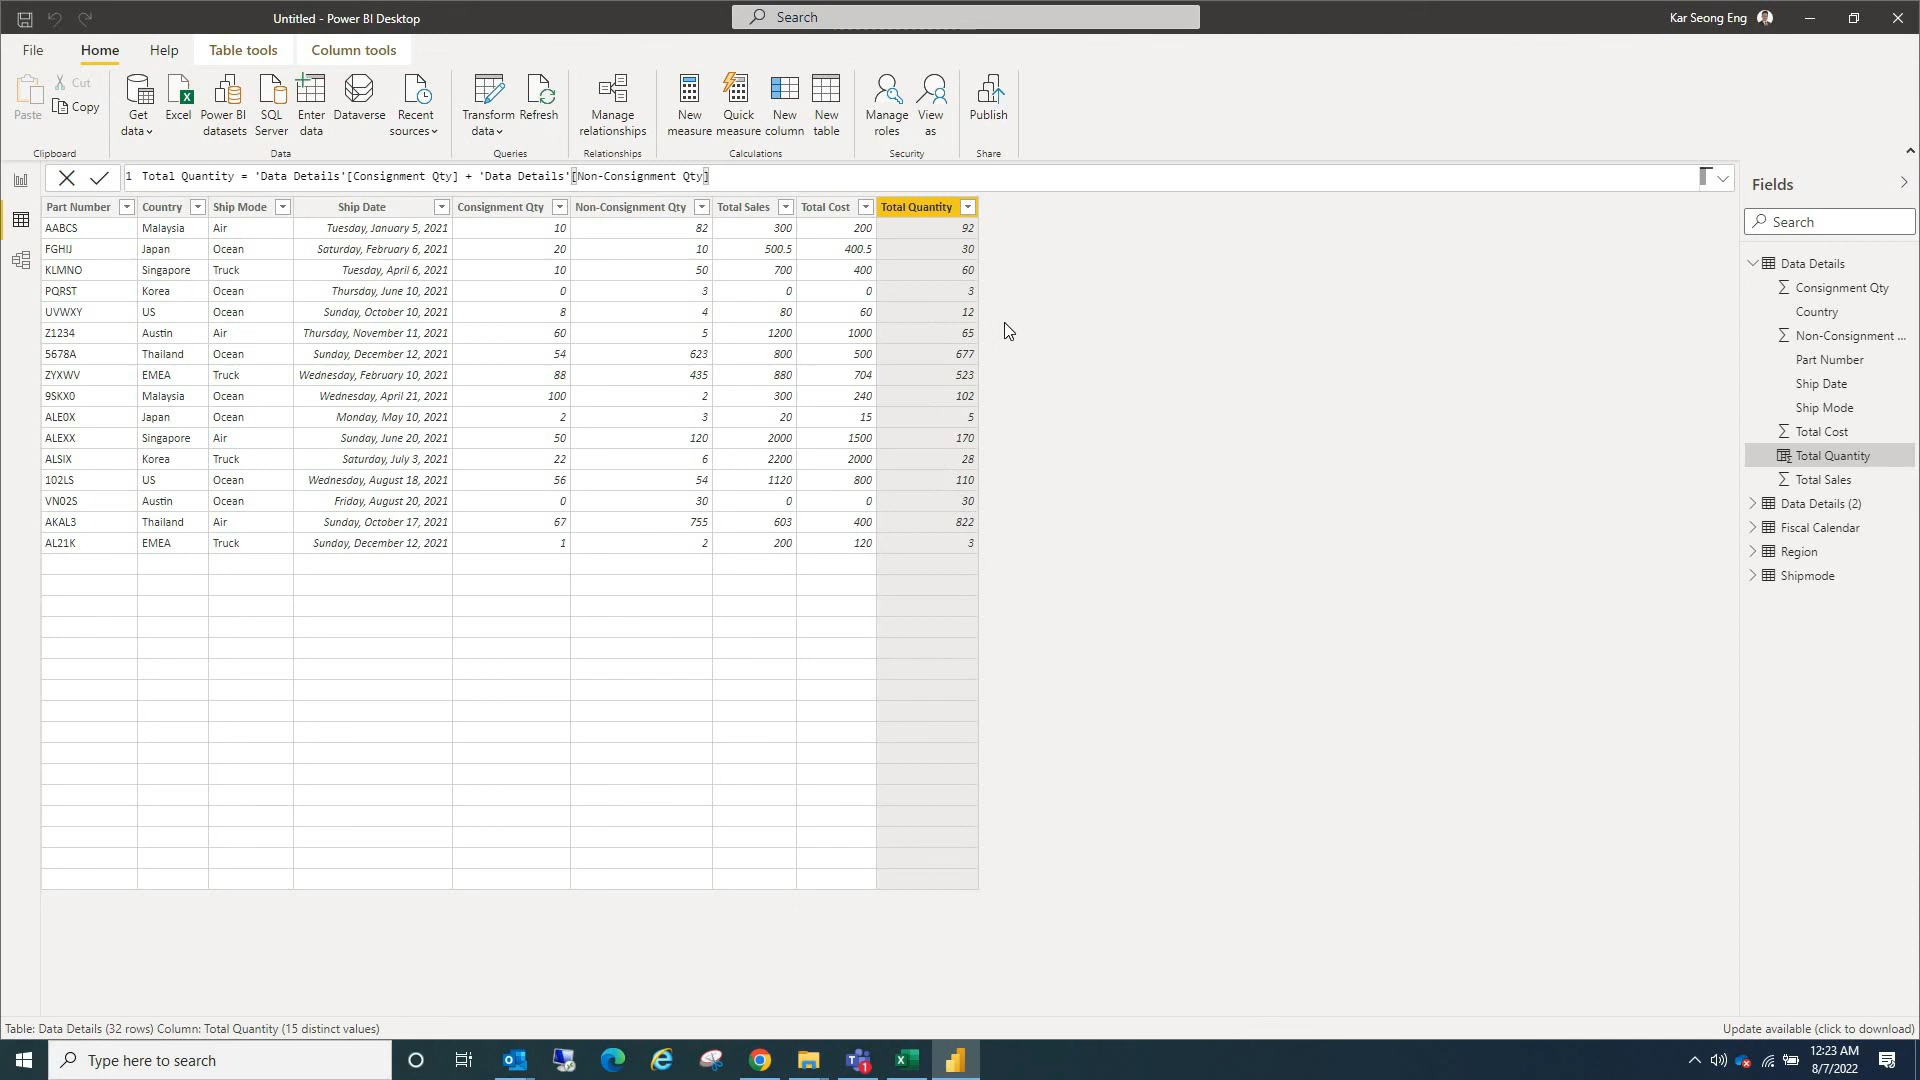 Untitled - Power BI Desktop
Search
Kar Seong Eng
File Home Help Table tools Column tools
Paste
Cut
Copy
Get data
Excel
Power BI datasets
SQL Server
Enter data
Dataverse
Recent sources
Transform data
Refresh
Manage relationships
New measure
Quick measure
New column
New table
Manage roles
View as
Publish
Clipboard Data Queries Relationships Calculations Security Share
1 Total Quantity = 'Data Details'[Consignment Qty] + 'Data Details'[Non-Consignment Qty]
Part Number Country Ship Mode Ship Date Consignment Qty Non-Consignment Qty Total Sales Total Cost Total Quantity
AABCS Malaysia Air Tuesday, January 5, 2021 10 82 300 200 92
FGHIJ Japan Ocean Saturday, February 6, 2021 20 10 500.5 400.5 30
KLMNO Singapore Truck Tuesday, April 6, 2021 10 50 700 400 60
PQRST Korea Ocean Thursday, June 10, 2021 0 3 0 0 3
UVWXY US Ocean Sunday, October 10, 2021 8 4 80 60 12
Z1234 Austin Air Thursday, November 11, 2021 60 5 1200 1000 65
5678A Thailand Ocean Sunday, December 12, 2021 54 623 800 500 677
ZYXWV EMEA Truck Wednesday, February 10, 2021 88 435 880 704 523
9SKX0 Malaysia Ocean Wednesday, April 21, 2021 100 2 300 240 102
ALE0X Japan Ocean Monday, May 10, 2021 2 3 20 15 5
ALEXX Singapore Air Sunday, June 20, 2021 50 120 2000 1500 170
ALSIX Korea Truck Saturday, July 3, 2021 22 6 2200 2000 28
102LS US Ocean Wednesday, August 18, 2021 56 54 1120 800 110
VN02S Austin Ocean Friday, August 20, 2021 0 30 0 0 30
AKAL3 Thailand Air Sunday, October 17, 2021 67 755 603 400 822
AL21K EMEA Truck Sunday, December 12, 2021 1 2 200 120 3
Fields
Search
Data Details
Consignment Qty
Country
Non-Consignment ...
Part Number
Ship Date
Ship Mode
Total Cost
Total Quantity
Total Sales
Data Details (2)
Fiscal Calendar
Region
Shipmode
Table: Data Details (32 rows) Column: Total Quantity (15 distinct values)
Update available (click to download)
Type here to search
1
12:23 AM
8/7/2022